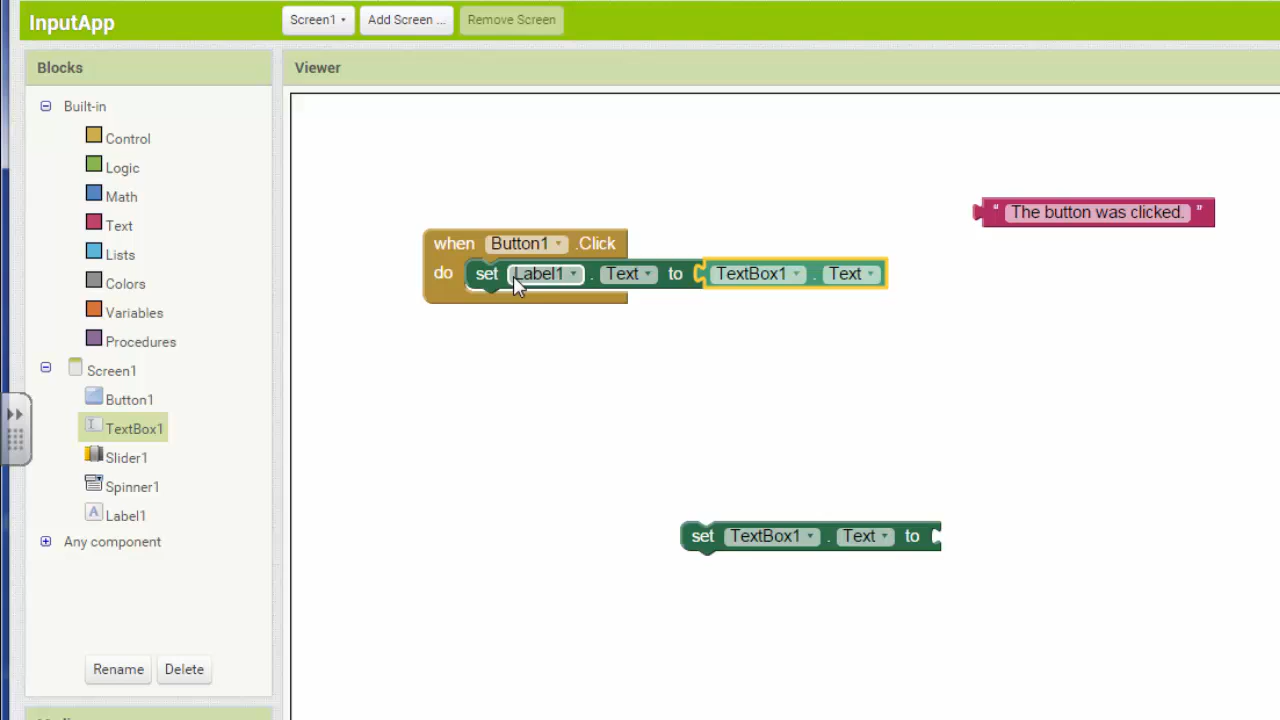 InputApp
Screen1
Add Screen ...
Remove Screen
Blocks
Viewer
Built-in
Control
Logic
Math
Text
Lists
Colors
Variables
Procedures
Screen1
Button1
TextBox1
Slider1
Spinner1
Label1
Any component
Rename
Delete
" The button was clicked. "
when Button1 .Click
do set Label1 . Text to TextBox1 . Text
set TextBox1 . Text to